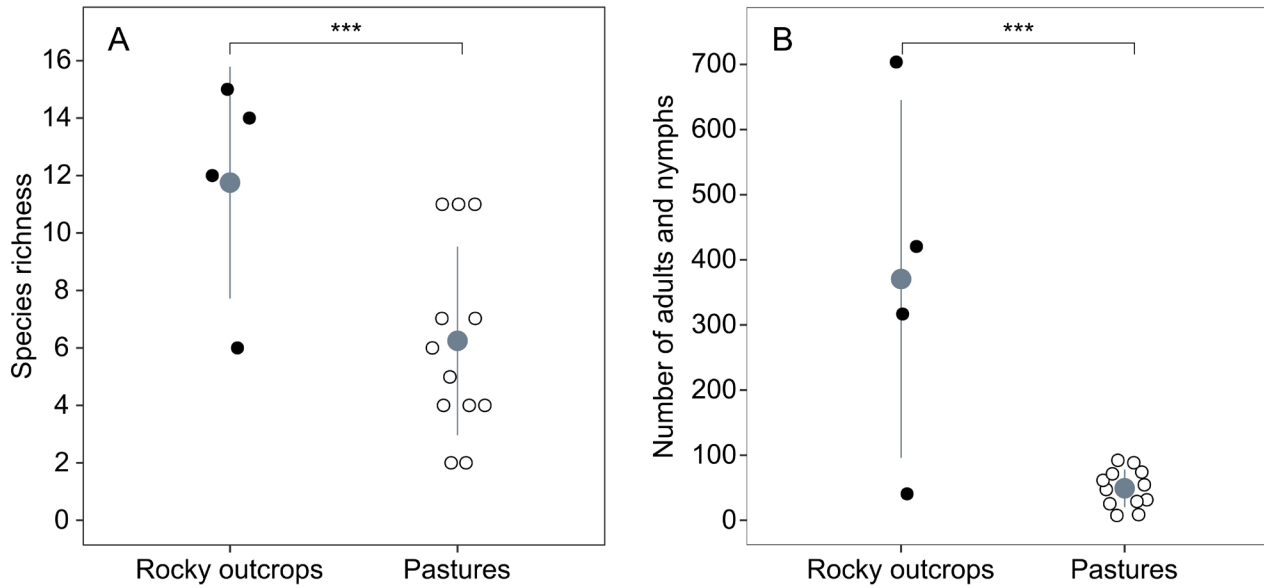 A
***
Species richness
16
14
12
10
8
6
4
2
0
Rocky outcrops
Pastures
B
***
Number of adults and nymphs
700
600
500
400
300
200
100
0
Rocky outcrops
Pastures